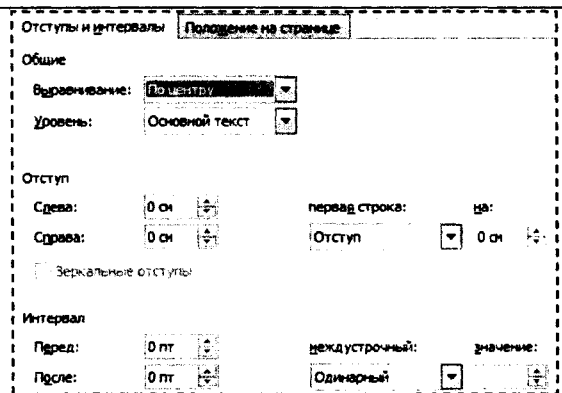 Отступы и интервалы Положение на странице
Общие
Выравнивание: По центру
Уровень: Основной текст
Отступ
Слева: 0 см первая строка: на:
Справа: 0 см Отступ 0 см
Зеркальные отступы
Интервал
Перед: 0 пт междустрочный: значение:
После: 0 пт Одинарный